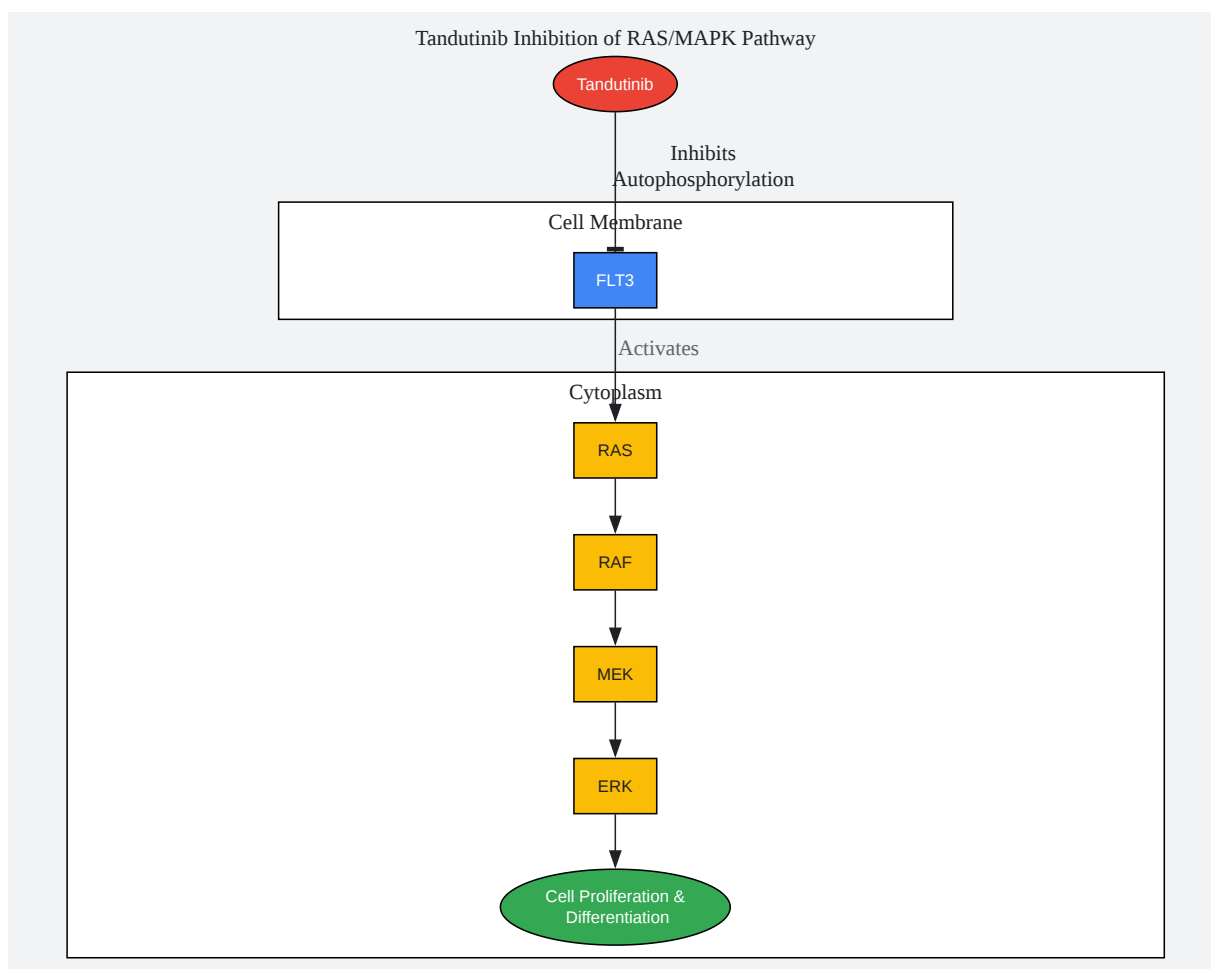 Tandutinib Inhibition of RAS/MAPK Pathway
Tandutinib
Inhibits
Autophosphorylation
Cell Membrane
FLT3
Activates
Cytoplasm
RAS
RAF
MEK
ERK
Cell Proliferation &
Differentiation